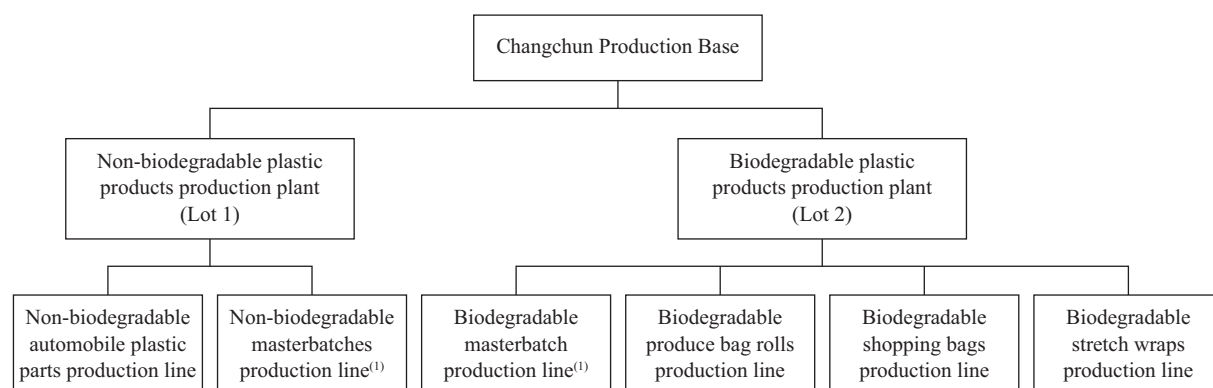 Changchun Production Base
Non-biodegradable plastic
products production plant
(Lot 1)
Biodegradable plastic
products production plant
(Lot 2)
Non-biodegradable
automobile plastic
parts production line
Non-biodegradable
masterbatches
production line(1)
Biodegradable
masterbatch
production line(1)
Biodegradable
produce bag rolls
production line
Biodegradable
shopping bags
production line
Biodegradable
stretch wraps
production line